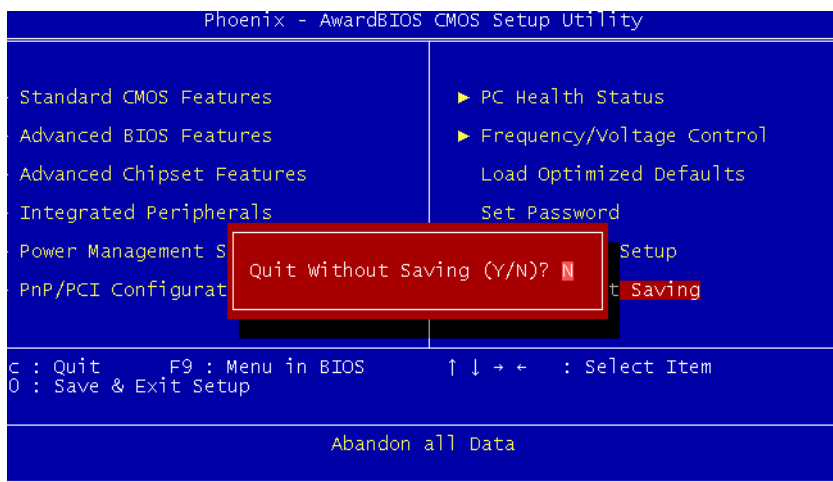 Phoenix - AwardBIOS CMOS Setup Utility
Standard CMOS Features
Advanced BIOS Features
Advanced Chipset Features
Integrated Peripherals
Power Management S
PnP/PCI Configurat
► PC Health Status
► Frequency/Voltage Control
Load Optimized Defaults
Set Password
Setup
t Saving
Quit Without Saving (Y/N)? N
c : Quit F9 : Menu in BIOS ↑ ↓ → ← : Select Item
0 : Save & Exit Setup
Abandon all Data